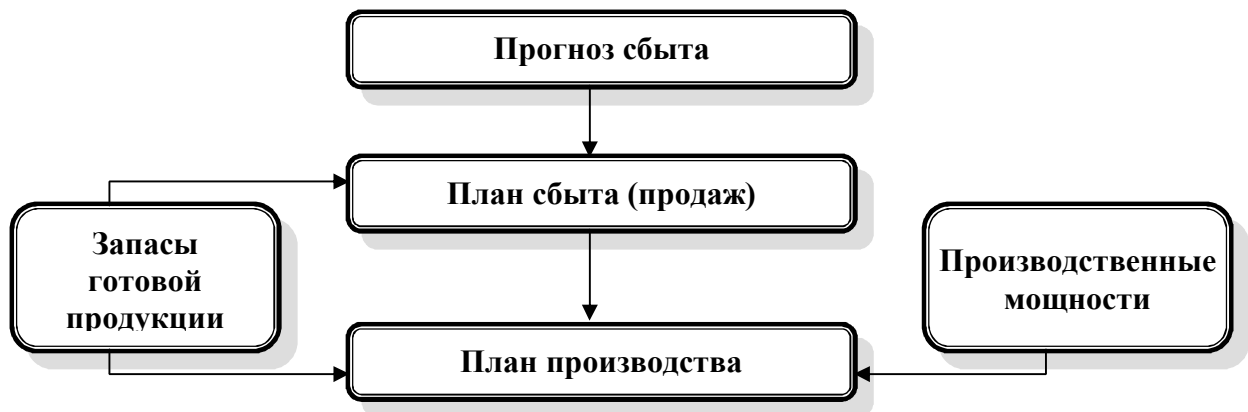 Прогноз сбыта
План сбыта (продаж)
Запасы
готовой
продукции
Производственные
мощности
План производства